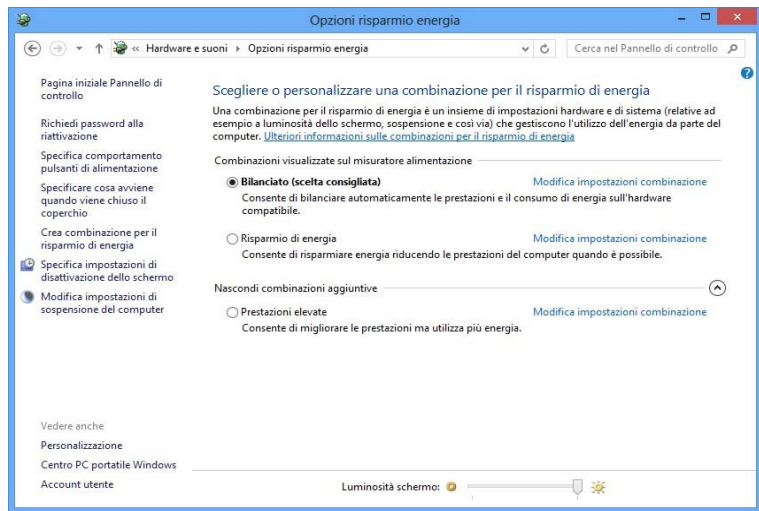 Opzioni risparmio energia
« Hardware e suoni Opzioni risparmio energia
Cerca nel Pannello di controllo
Pagina iniziale Pannello di
controllo
Richiedi password alla
riattivazione
Specifica comportamento
pulsanti di alimentazione
Specificare cosa avviene
quando viene chiuso il
coperchio
Crea combinazione per il
risparmio di energia
Specifica impostazioni di
disattivazione dello schermo
Modifica impostazioni di
sospensione del computer
Scegliere o personalizzare una combinazione per il risparmio di energia
Una combinazione per il risparmio di energia è un insieme di impostazioni hardware e di sistema (relative ad
esempio a luminosità dello schermo, sospensione e così via) che gestiscono l'utilizzo dell'energia da parte del
computer. Ulteriori informazioni sulle combinazioni per il risparmio di energia
Combinazioni visualizzate sul misuratore alimentazione
Bilanciato (scelta consigliata) Modifica impostazioni combinazione
Consente di bilanciare automaticamente le prestazioni e il consumo di energia sull'hardware
compatibile.
Risparmio di energia Modifica impostazioni combinazione
Consente di risparmiare energia riducendo le prestazioni del computer quando è possibile.
Nascondi combinazioni aggiuntive
Prestazioni elevate Modifica impostazioni combinazione
Consente di migliorare le prestazioni ma utilizza più energia.
Vedere anche
Personalizzazione
Centro PC portatile Windows
Account utente
Luminosità schermo: